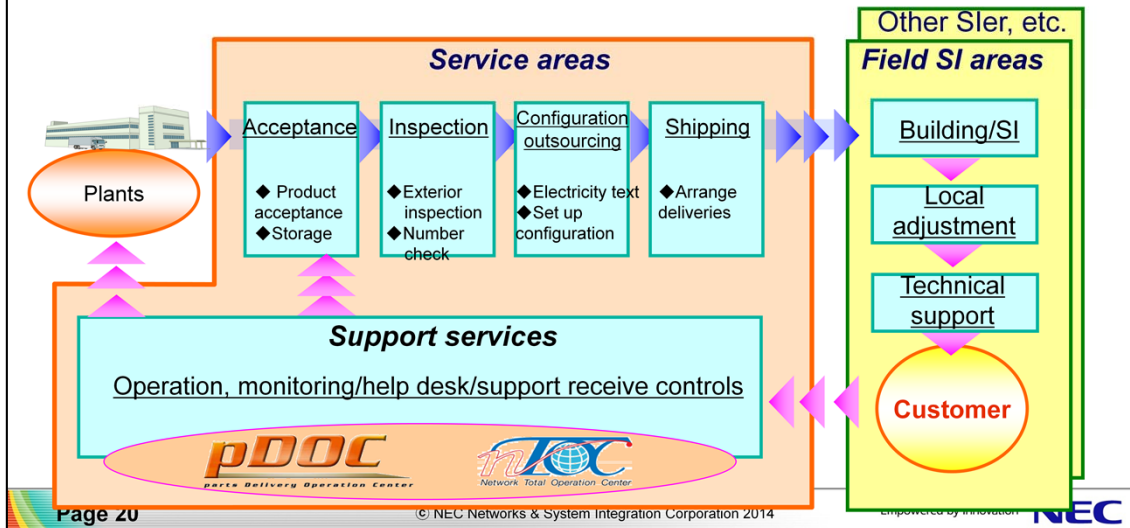 Other SIer, etc.
Service areas
Field SI areas
Plants
Acceptance
◆ Product
acceptance
◆Storage
Inspection
◆Exterior
inspection
◆Number
check
Configuration
outsourcing
◆Electricity text
◆Set up
configuration
Shipping
◆Arrange
deliveries
Building/SI
Local
adjustment
Technical
support
Customer
Support services
Operation, monitoring/help desk/support receive controls
pDOC
parts Delivery Operation Center
nTOC
Network Total Operation Center
Page 20
© NEC Networks & System Integration Corporation 2014
Empowered by Innovation
NEC